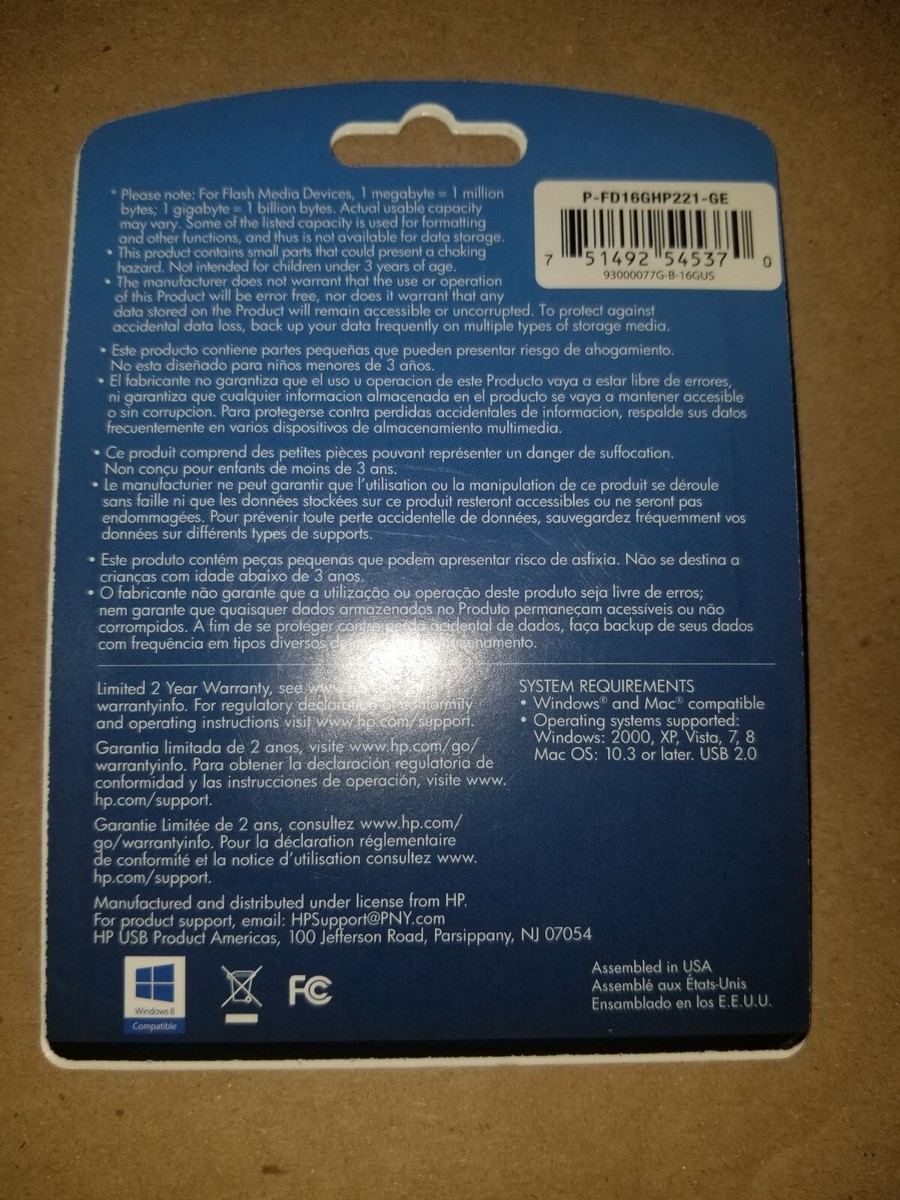 * Please note: For Flash Media Devices, 1 megabyte = 1 million
bytes; 1 gigabyte = 1 billion bytes. Actual usable capacity
may vary. Some of the listed capacity is used for formatting
and other functions, and thus is not available for data storage.
• This product contains small parts that could present a choking
hazard. Not intended for children under 3 years of age.
• The manufacturer does not warrant that the use or operation
of this Product will be error free, nor does it warrant that any
data stored on the Product will remain accessible or uncorrupted. To protect against
accidental data loss, back up your data frequently on multiple types of storage media.
P-FD16GHP221-GE
7 51492 54537 0
93000077G-B-16GUS
• Este producto contiene partes pequeñas que pueden presentar riesgo de ahogamiento.
No esta diseñado para niños menores de 3 años.
• El fabricante no garantiza que el uso u operacion de este Producto vaya a estar libre de errores,
ni garantiza que cualquier informacion almacenada en el producto se vaya a mantener accesible
o sin corrupcion. Para protegerse contra perdidas accidentales de informacion, respalde sus datos
frecuentemente en varios dispositivos de almacenamiento multimedia.
• Ce produit comprend des petites pièces pouvant représenter un danger de suffocation.
Non conçu pour enfants de moins de 3 ans.
• Le manufacturier ne peut garantir que l'utilisation ou la manipulation de ce produit se déroule
sans faille ni que les données stockées sur ce produit resteront accessibles ou ne seront pas
endommagées. Pour prévenir toute perte accidentelle de données, sauvegardez fréquemment vos
données sur différents types de supports.
• Este produto contém peças pequenas que podem apresentar risco de asfixia. Não se destina a
crianças com idade abaixo de 3 anos.
• O fabricante não garante que a utilização ou operação deste produto seja livre de erros;
nem garante que quaisquer dados armazenados no Produto permaneçam acessíveis ou não
corrompidos. A fim de se proteger contra perda acidental de dados, faça backup de seus dados
com frequência em tipos diversos
Limited 2 Year Warranty, see
warrantyinfo. For regulatory declaration of conformity
and operating instructions visit www.hp.com/support.
Garantia limitada de 2 anos, visite www.hp.com/go/
warrantyinfo. Para obtener la declaración regulatoria de
conformidad y las instrucciones de operación, visite www.
hp.com/support.
Garantie Limitée de 2 ans, consultez www.hp.com/
go/warrantyinfo. Pour la déclaration réglementaire
de conformité et la notice d'utilisation consultez www.
hp.com/support.
Manufactured and distributed under license from HP.
For product support, email: HPSupport@PNY.com
HP USB Product Americas, 100 Jefferson Road, Parsippany, NJ 07054
SYSTEM REQUIREMENTS
• Windows® and Mac® compatible
• Operating systems supported:
Windows: 2000, XP, Vista, 7, 8
Mac OS: 10.3 or later. USB 2.0
Windows 8
Compatible
FC
Assembled in USA
Assemblé aux États-Unis
Ensamblado en los E.E.U.U.